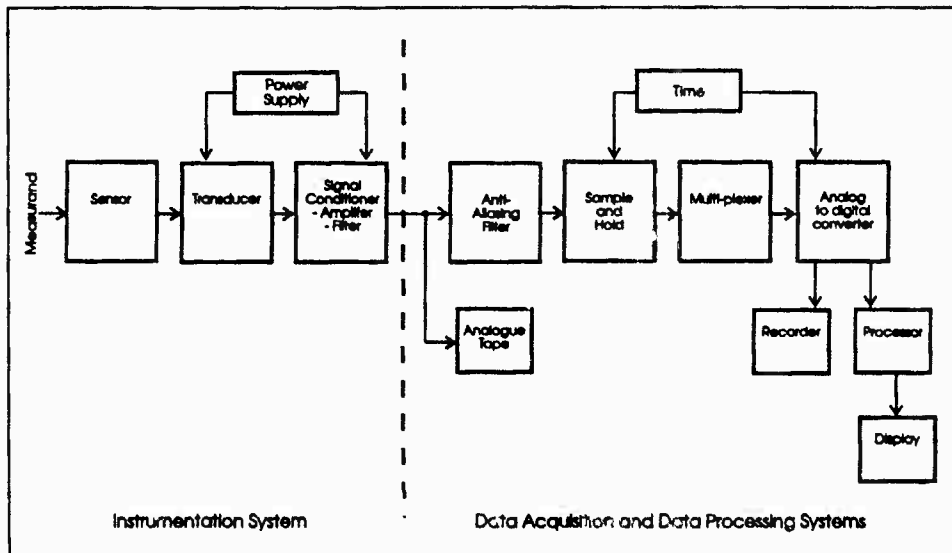 Power
Supply
Time
Measurand
Sensor
Transducer
Signal
Conditioner
- Amplifer
- Filter
Anti-
Aliasing
Filter
Sample
and
Hold
Multi-plexer
Analog
to digital
converter
Analogue
Tape
Recorder
Processor
Display
Instrumentation System
Data Acquisition and Data Processing Systems